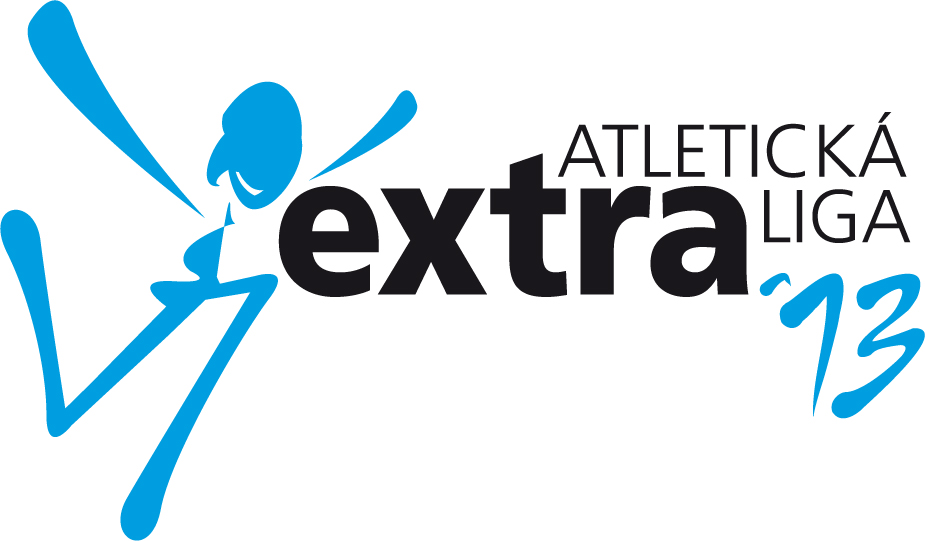 ATLETICKÁ
extra LIGA
'13